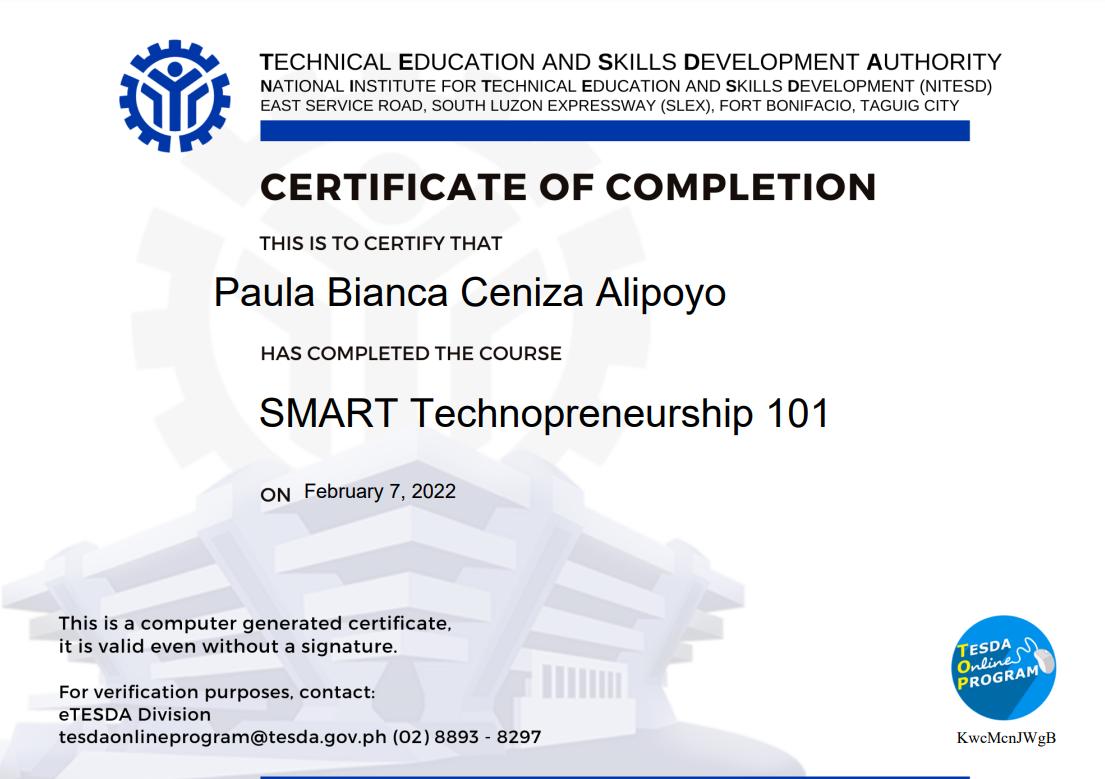 TECHNICAL EDUCATION AND SKILLS DEVELOPMENT AUTHORITY
NATIONAL INSTITUTE FOR TECHNICAL EDUCATION AND SKILLS DEVELOPMENT (NITESD)
EAST SERVICE ROAD, SOUTH LUZON EXPRESSWAY (SLEX), FORT BONIFACIO, TAGUIG CITY
CERTIFICATE OF COMPLETION
THIS IS TO CERTIFY THAT
Paula Bianca Ceniza Alipoyo
HAS COMPLETED THE COURSE
SMART Technopreneurship 101
ON February 7, 2022
This is a computer generated certificate,
it is valid even without a signature.
For verification purposes, contact:
eTESDA Division
tesdaonlineprogram@tesda.gov.ph (02) 8893 - 8297
TESDA
Online
PROGRAM
KwcMcnJWgB